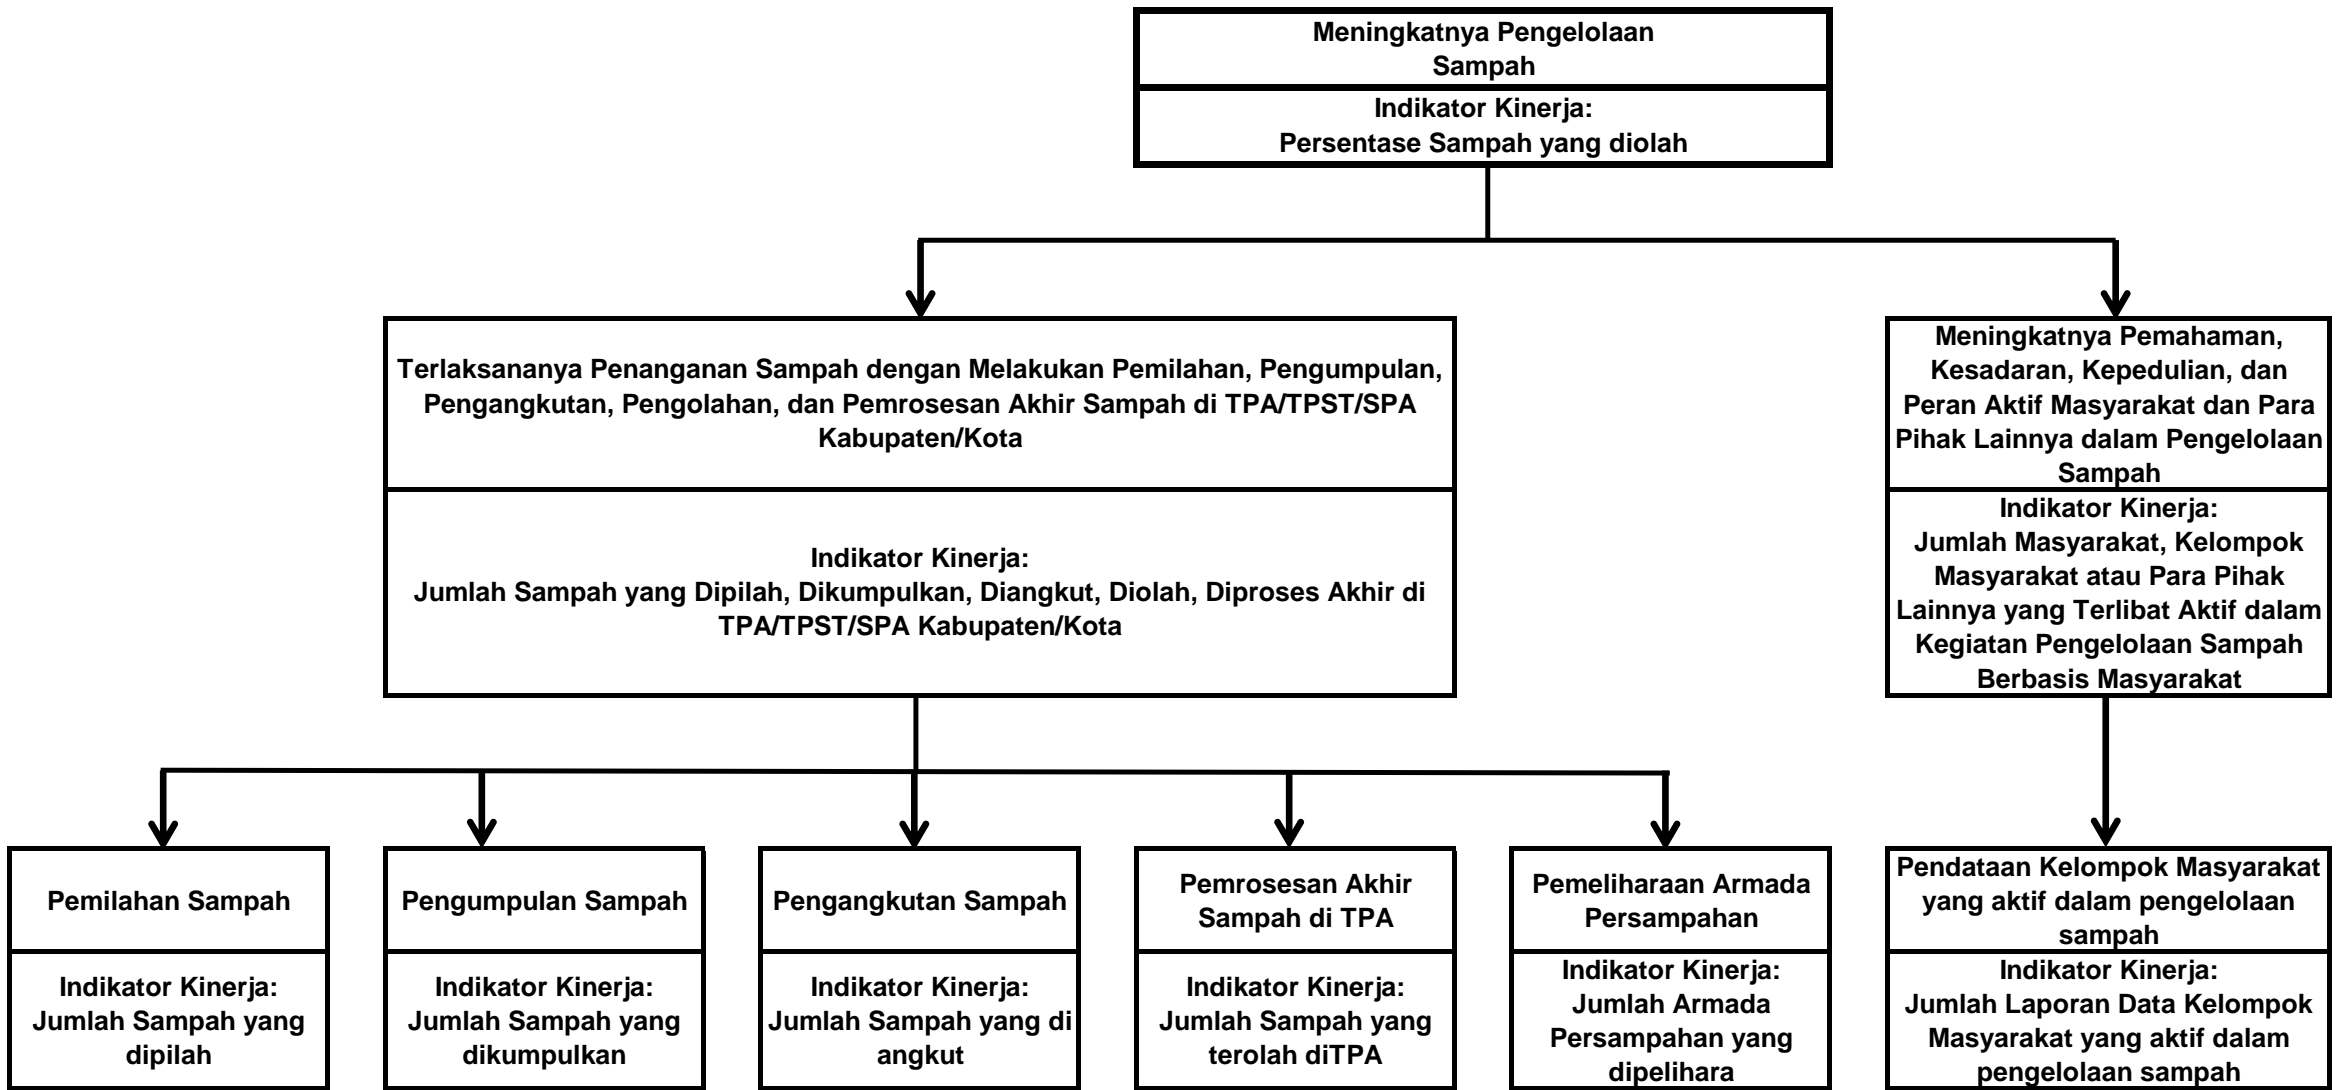 Meningkatnya Pengelolaan
Sampah
Indikator Kinerja:
Persentase Sampah yang diolah
Terlaksananya Penanganan Sampah dengan Melakukan Pemilahan, Pengumpulan,
Pengangkutan, Pengolahan, dan Pemrosesan Akhir Sampah di TPA/TPST/SPA
Kabupaten/Kota
Indikator Kinerja:
Jumlah Sampah yang Dipilah, Dikumpulkan, Diangkut, Diolah, Diproses Akhir di
TPA/TPST/SPA Kabupaten/Kota
Meningkatnya Pemahaman,
Kesadaran, Kepedulian, dan
Peran Aktif Masyarakat dan Para
Pihak Lainnya dalam Pengelolaan
Sampah
Indikator Kinerja:
Jumlah Masyarakat, Kelompok
Masyarakat atau Para Pihak
Lainnya yang Terlibat Aktif dalam
Kegiatan Pengelolaan Sampah
Berbasis Masyarakat
Pemilahan Sampah
Indikator Kinerja:
Jumlah Sampah yang
dipilah
Pengumpulan Sampah
Indikator Kinerja:
Jumlah Sampah yang
dikumpulkan
Pengangkutan Sampah
Indikator Kinerja:
Jumlah Sampah yang di
angkut
Pemrosesan Akhir
Sampah di TPA
Indikator Kinerja:
Jumlah Sampah yang
terolah diTPA
Pemeliharaan Armada
Persampahan
Indikator Kinerja:
Jumlah Armada
Persampahan yang
dipelihara
Pendataan Kelompok Masyarakat
yang aktif dalam pengelolaan
sampah
Indikator Kinerja:
Jumlah Laporan Data Kelompok
Masyarakat yang aktif dalam
pengelolaan sampah